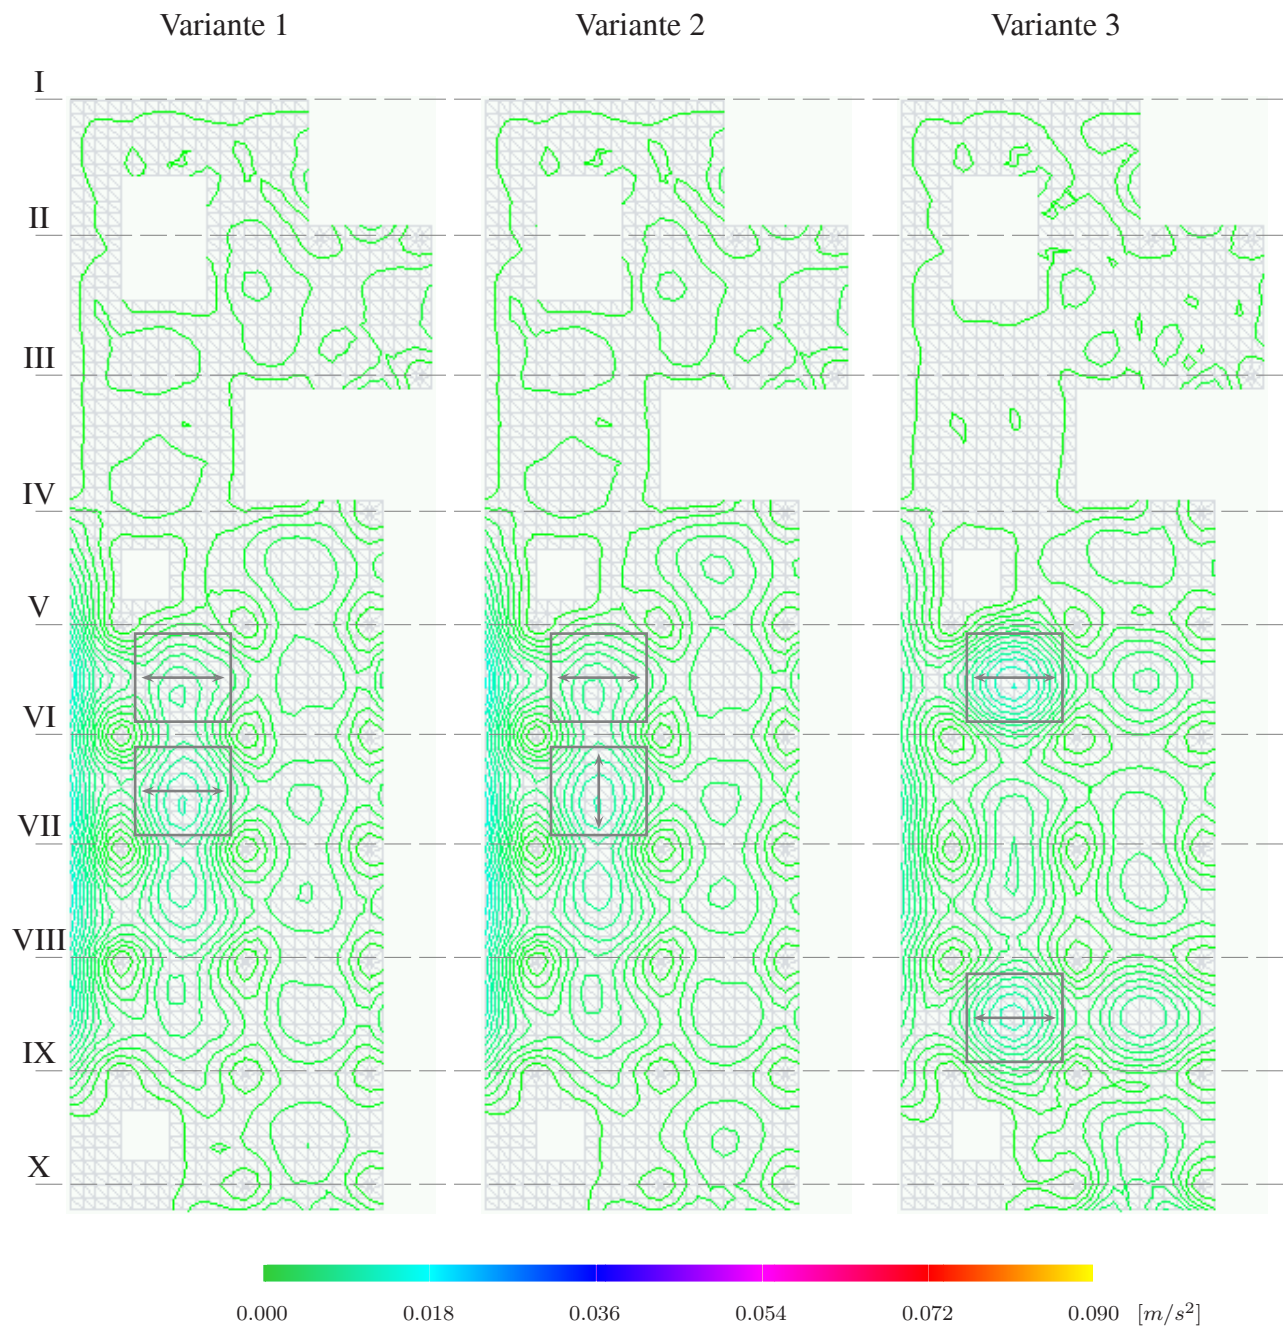 Variante 1 Variante 2 Variante 3
I
II
III
IV
V
VI
VII
VIII
IX
X
0.000 0.018 0.036 0.054 0.072 0.090 [m/s²]